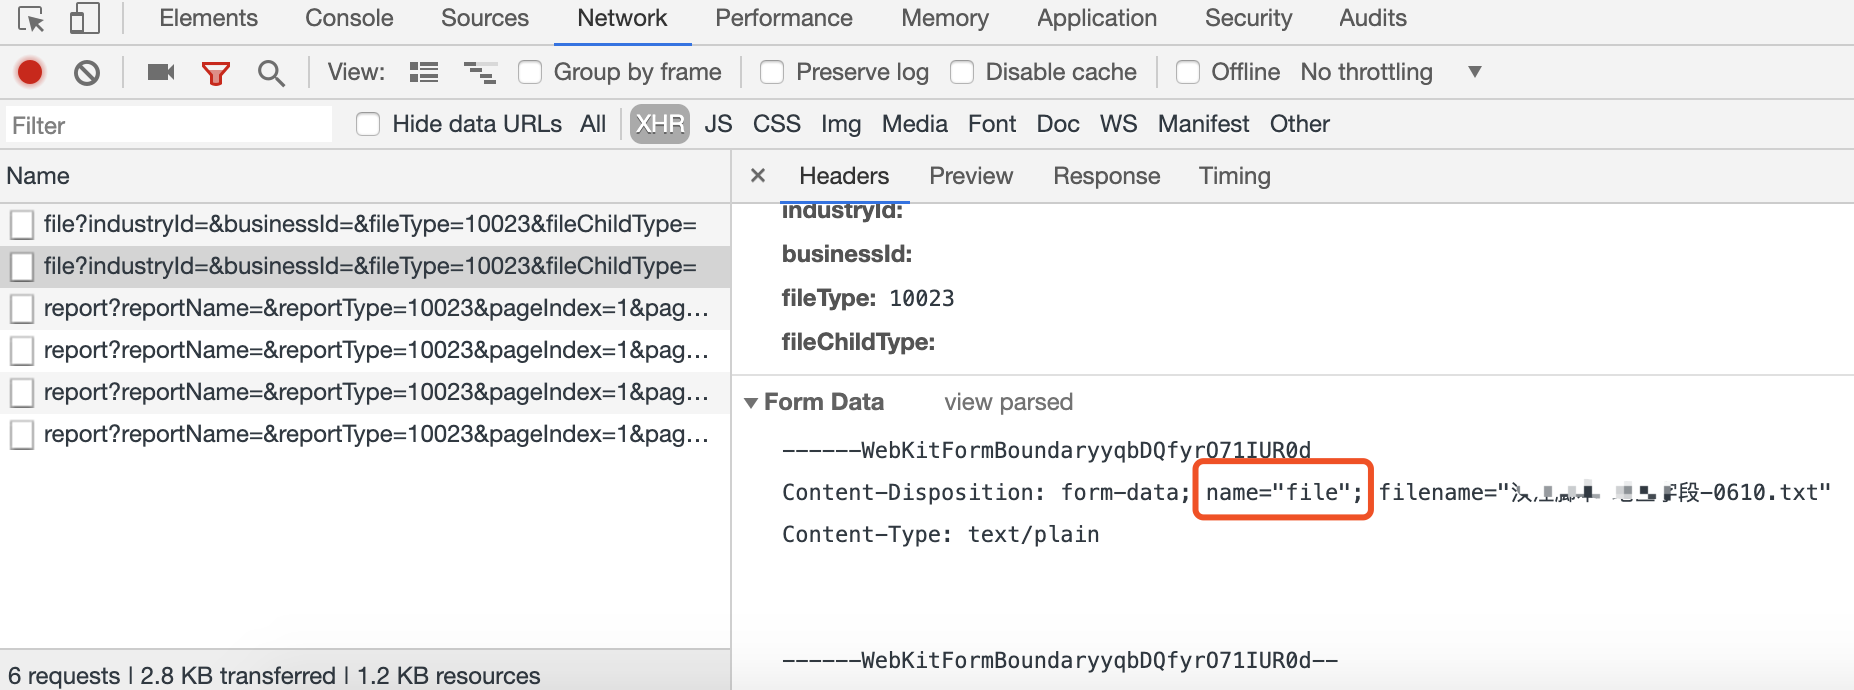 Elements Console Sources Network Performance Memory Application Security Audits
View: Group by frame Preserve log Disable cache Offline No throttling ▼
Filter Hide data URLs All XHR JS CSS Img Media Font Doc WS Manifest Other
Name
× Headers Preview Response Timing
file?industryId=&businessId=&fileType=10023&fileChildType=
file?industryId=&businessId=&fileType=10023&fileChildType=
report?reportName=&reportType=10023&pageIndex=1&pag...
report?reportName=&reportType=10023&pageIndex=1&pag...
report?reportName=&reportType=10023&pageIndex=1&pag...
report?reportName=&reportType=10023&pageIndex=1&pag...
6 requests | 2.8 KB transferred | 1.2 KB resources
industryId:
businessId:
fileType: 10023
fileChildType:
▼ Form Data view parsed
------WebKitFormBoundaryyqbDQfyrO71IUR0d
Content-Disposition: form-data; name="file"; filename=" 字段-0610.txt"
Content-Type: text/plain
------WebKitFormBoundaryyqbDQfyrO71IUR0d--